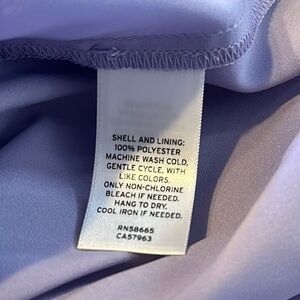 SHELL AND LINING:
100% POLYESTER
MACHINE WASH COLD,
GENTLE CYCLE, WITH
LIKE COLORS.
ONLY NON-CHLORINE
BLEACH IF NEEDED.
HANG TO DRY.
COOL IRON IF NEEDED.
RN58665
CA57963